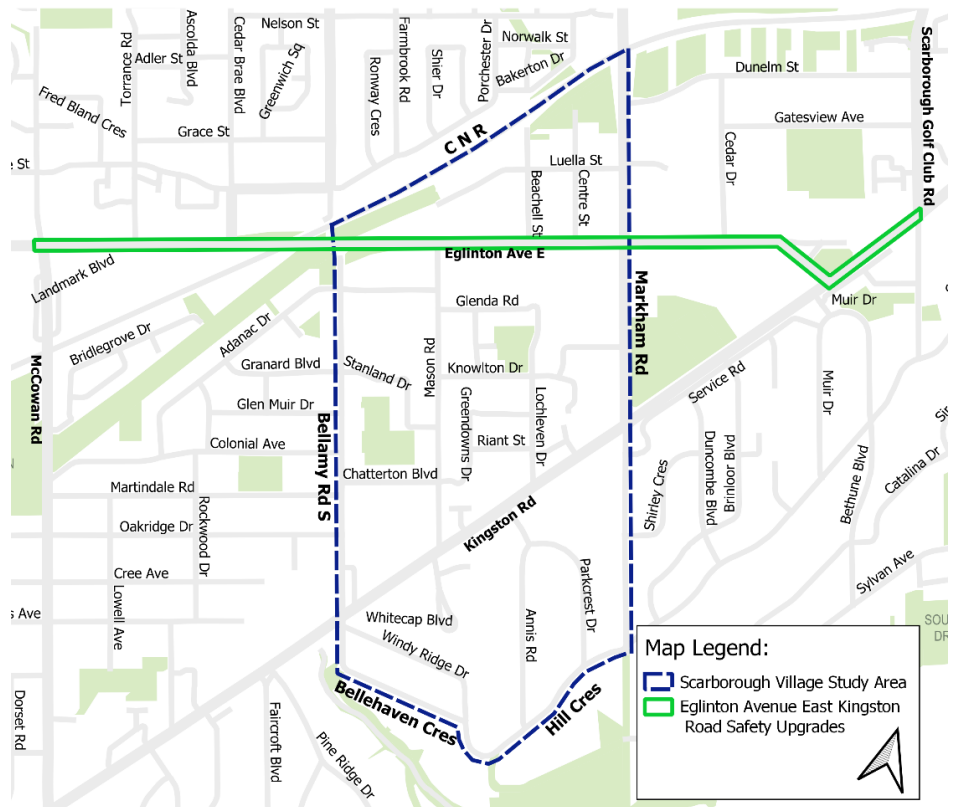 Nelson St
Ascolda Blvd
Cedar Brae Blvd
Greenwich Sq
Torrance Rd
Adler St
Farmbrook Rd
Shier Dr
Porchester Dr
Norwalk St
Bakerton Dr
Ronway Cres
Scarborough Golf Club Rd
Dunelm St
Fred Bland Cres
Grace St
Gatesview Ave
C N R
e St
Luella St
Cedar Dr
Beachell St
Centre St
Eglinton Ave E
Landmark Blvd
Markham Rd
Glenda Rd
Muir Dr
Adanac Dr
Bridlegrove Dr
Mason Rd
McCowan Rd
Granard Blvd
Stanland Dr
Knowlton Dr
Service Rd
Muir Dr
Glen Muir Dr
Greendowns Dr
Lochleven Dr
Bellamy Rd S
Colonial Ave
Riant St
Duncombe Blvd
Brinloor Blvd
Bethune Blvd
Catalina Dr
Chatterton Blvd
Shirley Cres
Martindale Rd
Rockwood Dr
Oakridge Dr
Kingston Rd
Cree Ave
Lowell Ave
Parkcrest Dr
Sylvan Ave
s Ave
Whitecap Blvd
Windy Ridge Dr
Annis Rd
SOU
DR
Dorset Rd
Faircroft Blvd
Pine Ridge Dr
Bellehaven Cres
Hill Cres
Map Legend:
Scarborough Village Study Area
Eglinton Avenue East Kingston
Road Safety Upgrades